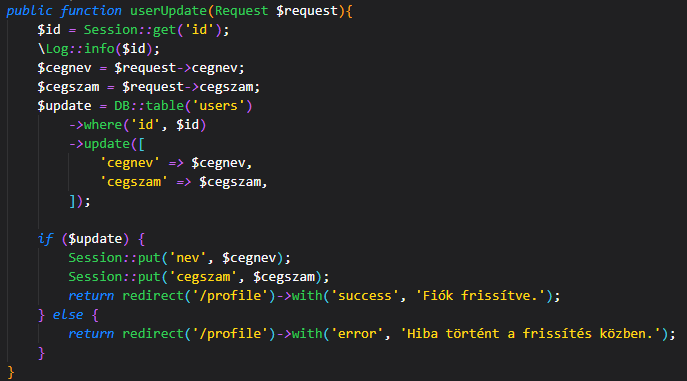 public function userUpdate(Request $request){
$id = Session::get('id');
\Log::info($id);
$cegnev = $request->cegnev;
$cegszam = $request->cegszam;
$update = DB::table('users')
->where('id', $id)
->update([
'cegnev' => $cegnev,
'cegszam' => $cegszam,
]);
if ($update) {
Session::put('nev', $cegnev);
Session::put('cegszam', $cegszam);
return redirect('/profile')->with('success', 'Fiók frissítve.');
} else {
return redirect('/profile')->with('error', 'Hiba történt a frissítés közben.');
}
}